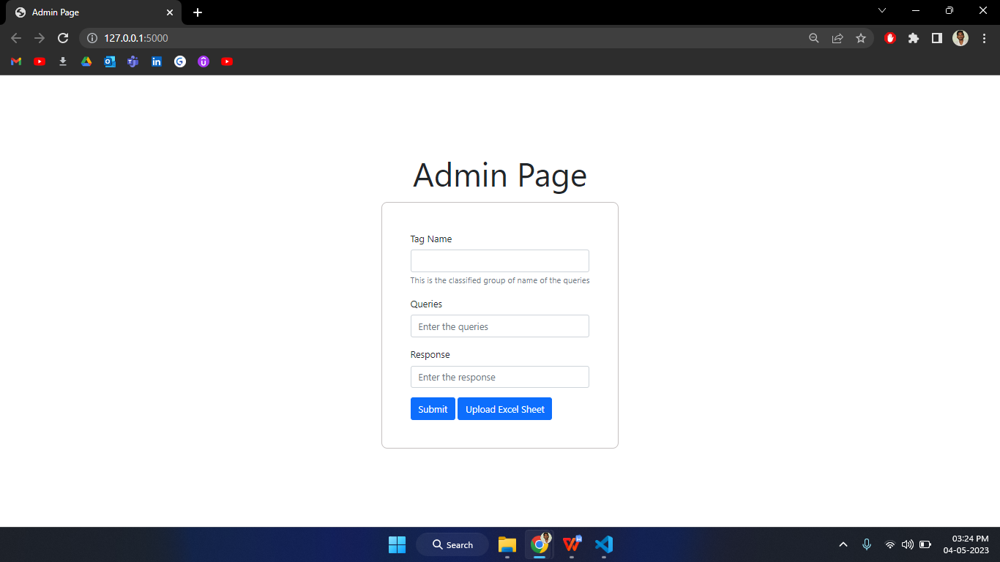 Admin Page
127.0.0.1:5000
Admin Page
Tag Name
This is the classified group of name of the queries
Queries
Enter the queries
Response
Enter the response
Submit Upload Excel Sheet
Search
03:24 PM
04-05-2023